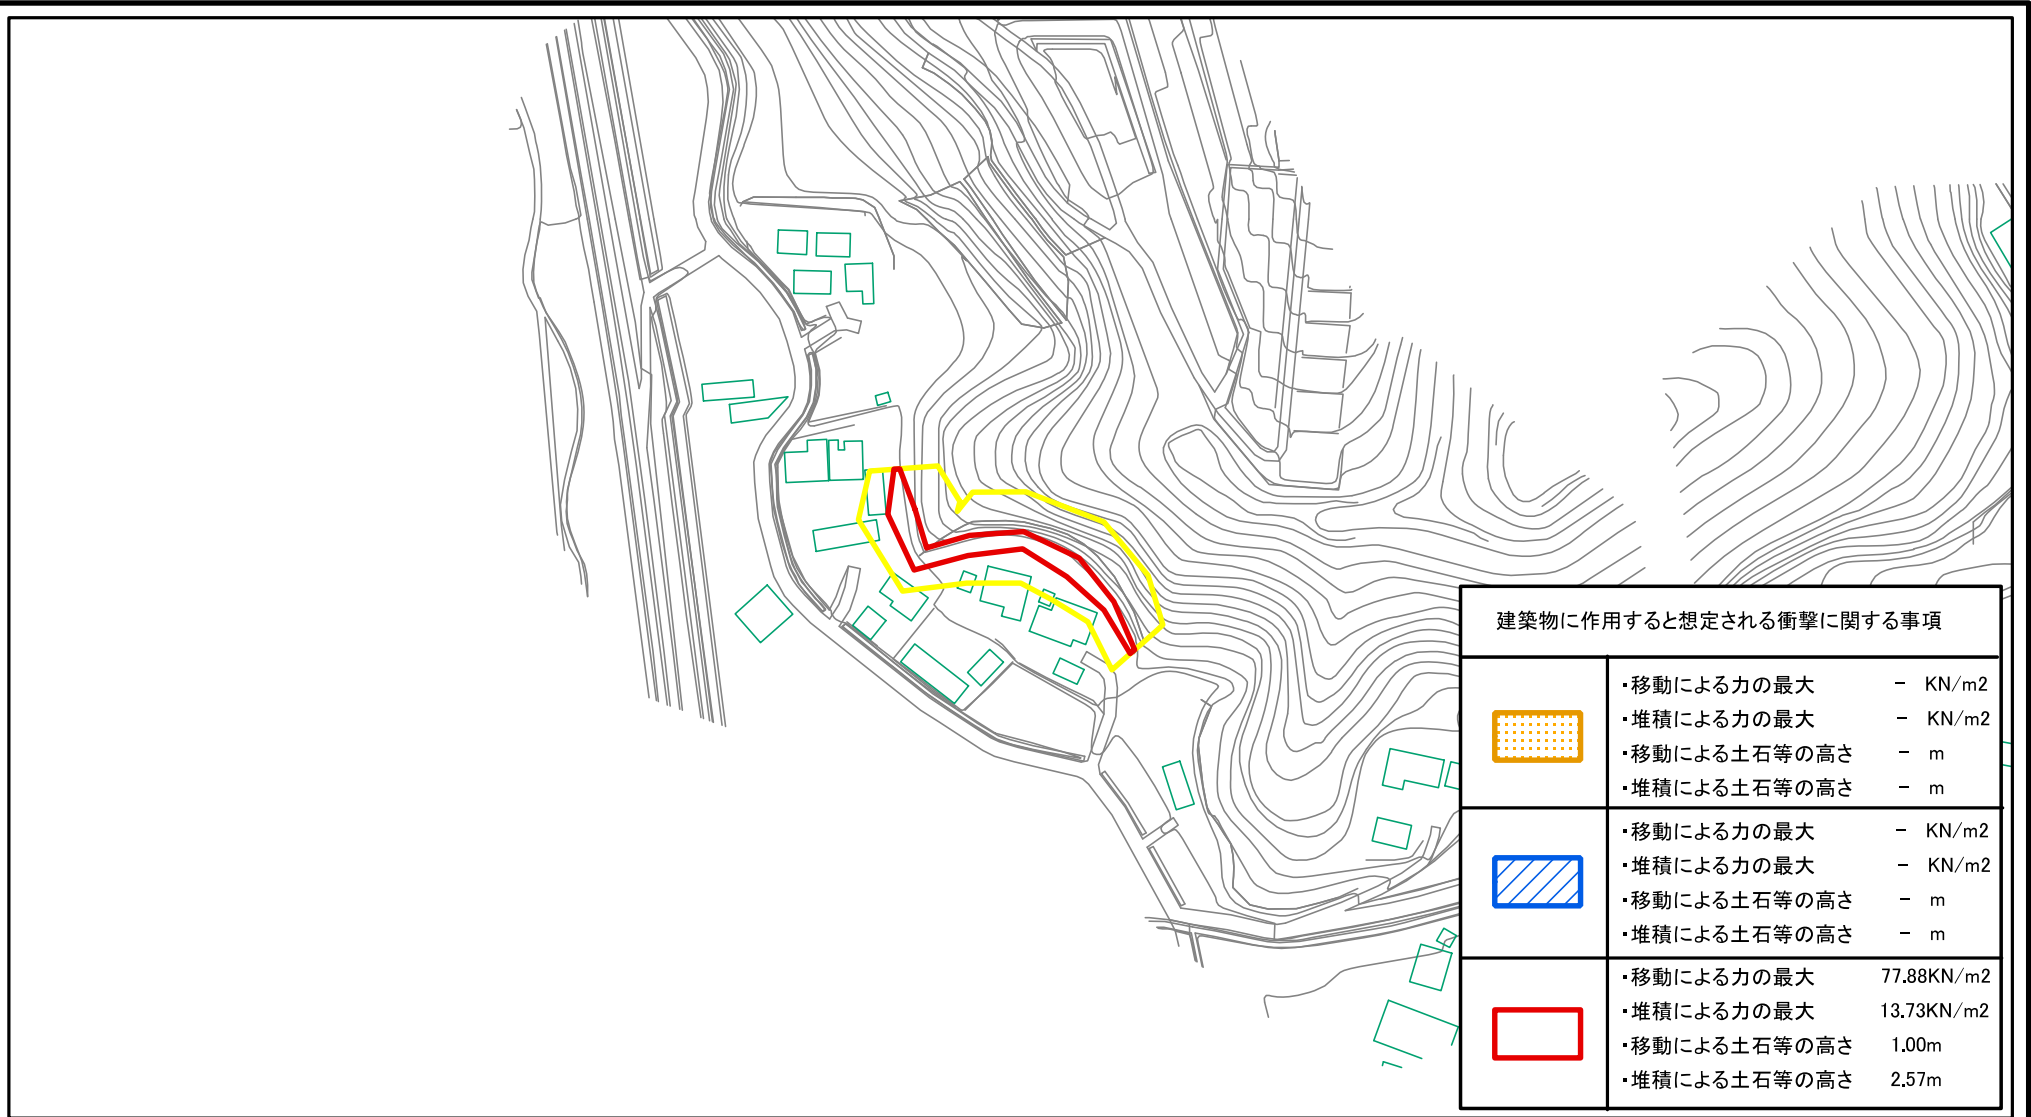 建築物に作用すると想定される衝撃に関する事項
・移動による力の最大 － KN/m2
・堆積による力の最大 － KN/m2
・移動による土石等の高さ － m
・堆積による土石等の高さ － m
・移動による力の最大 － KN/m2
・堆積による力の最大 － KN/m2
・移動による土石等の高さ － m
・堆積による土石等の高さ － m
・移動による力の最大 77.88KN/m2
・堆積による力の最大 13.73KN/m2
・移動による土石等の高さ 1.00m
・堆積による土石等の高さ 2.57m